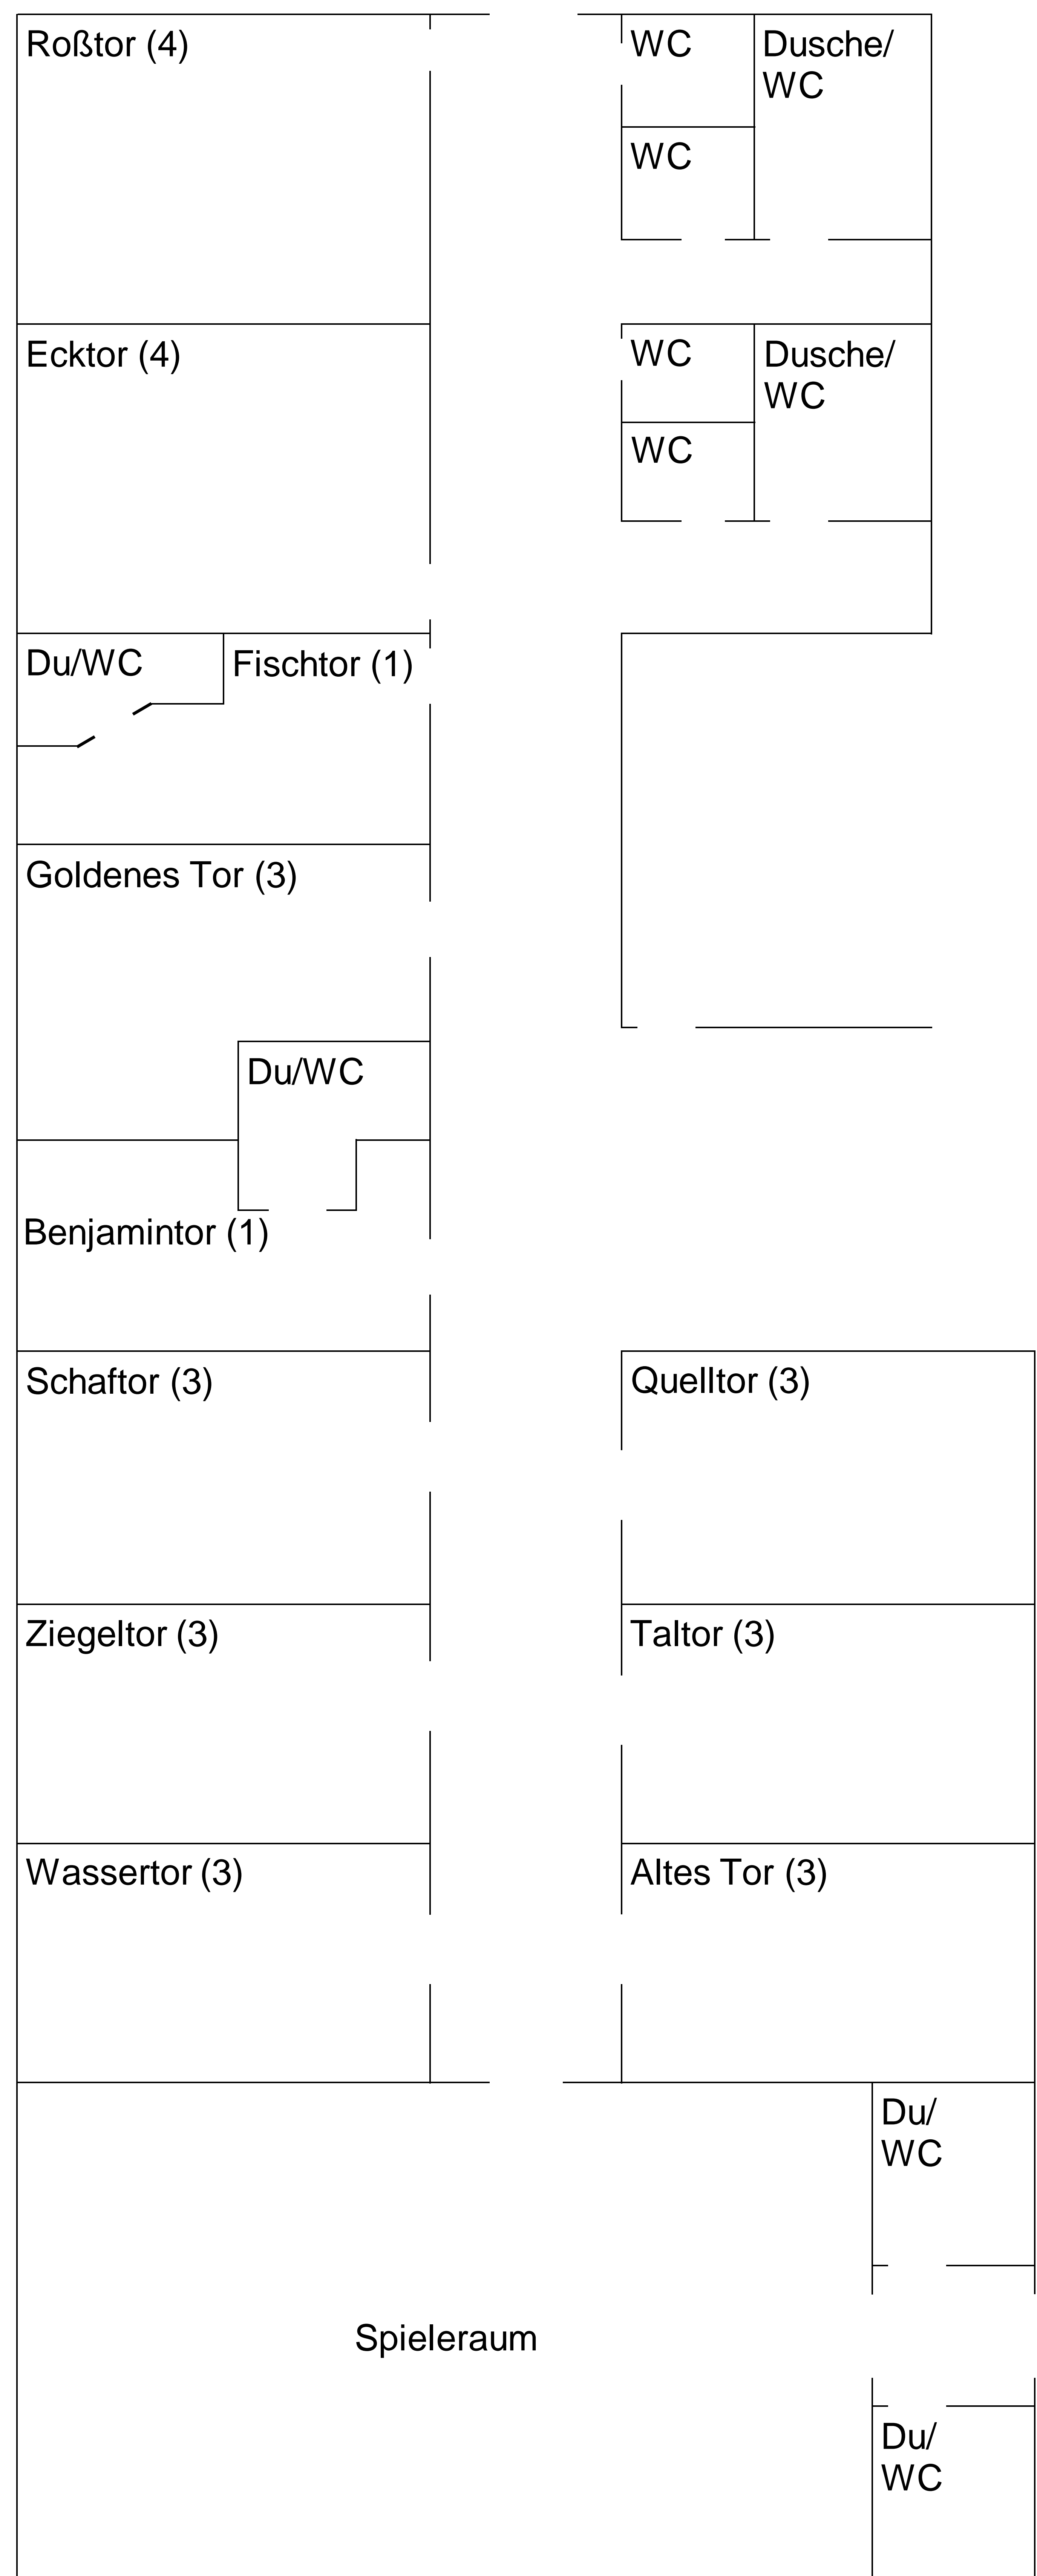 Roßtor (4)
WC
Dusche/
WC
WC
Ecktor (4)
WC
Dusche/
WC
WC
Du/WC
Fischtor (1)
Goldenes Tor (3)
Du/WC
Benjamintor (1)
Schaftor (3)
Quelltor (3)
Ziegeltor (3)
Taltor (3)
Wassertor (3)
Altes Tor (3)
Du/
WC
Spieleraum
Du/
WC